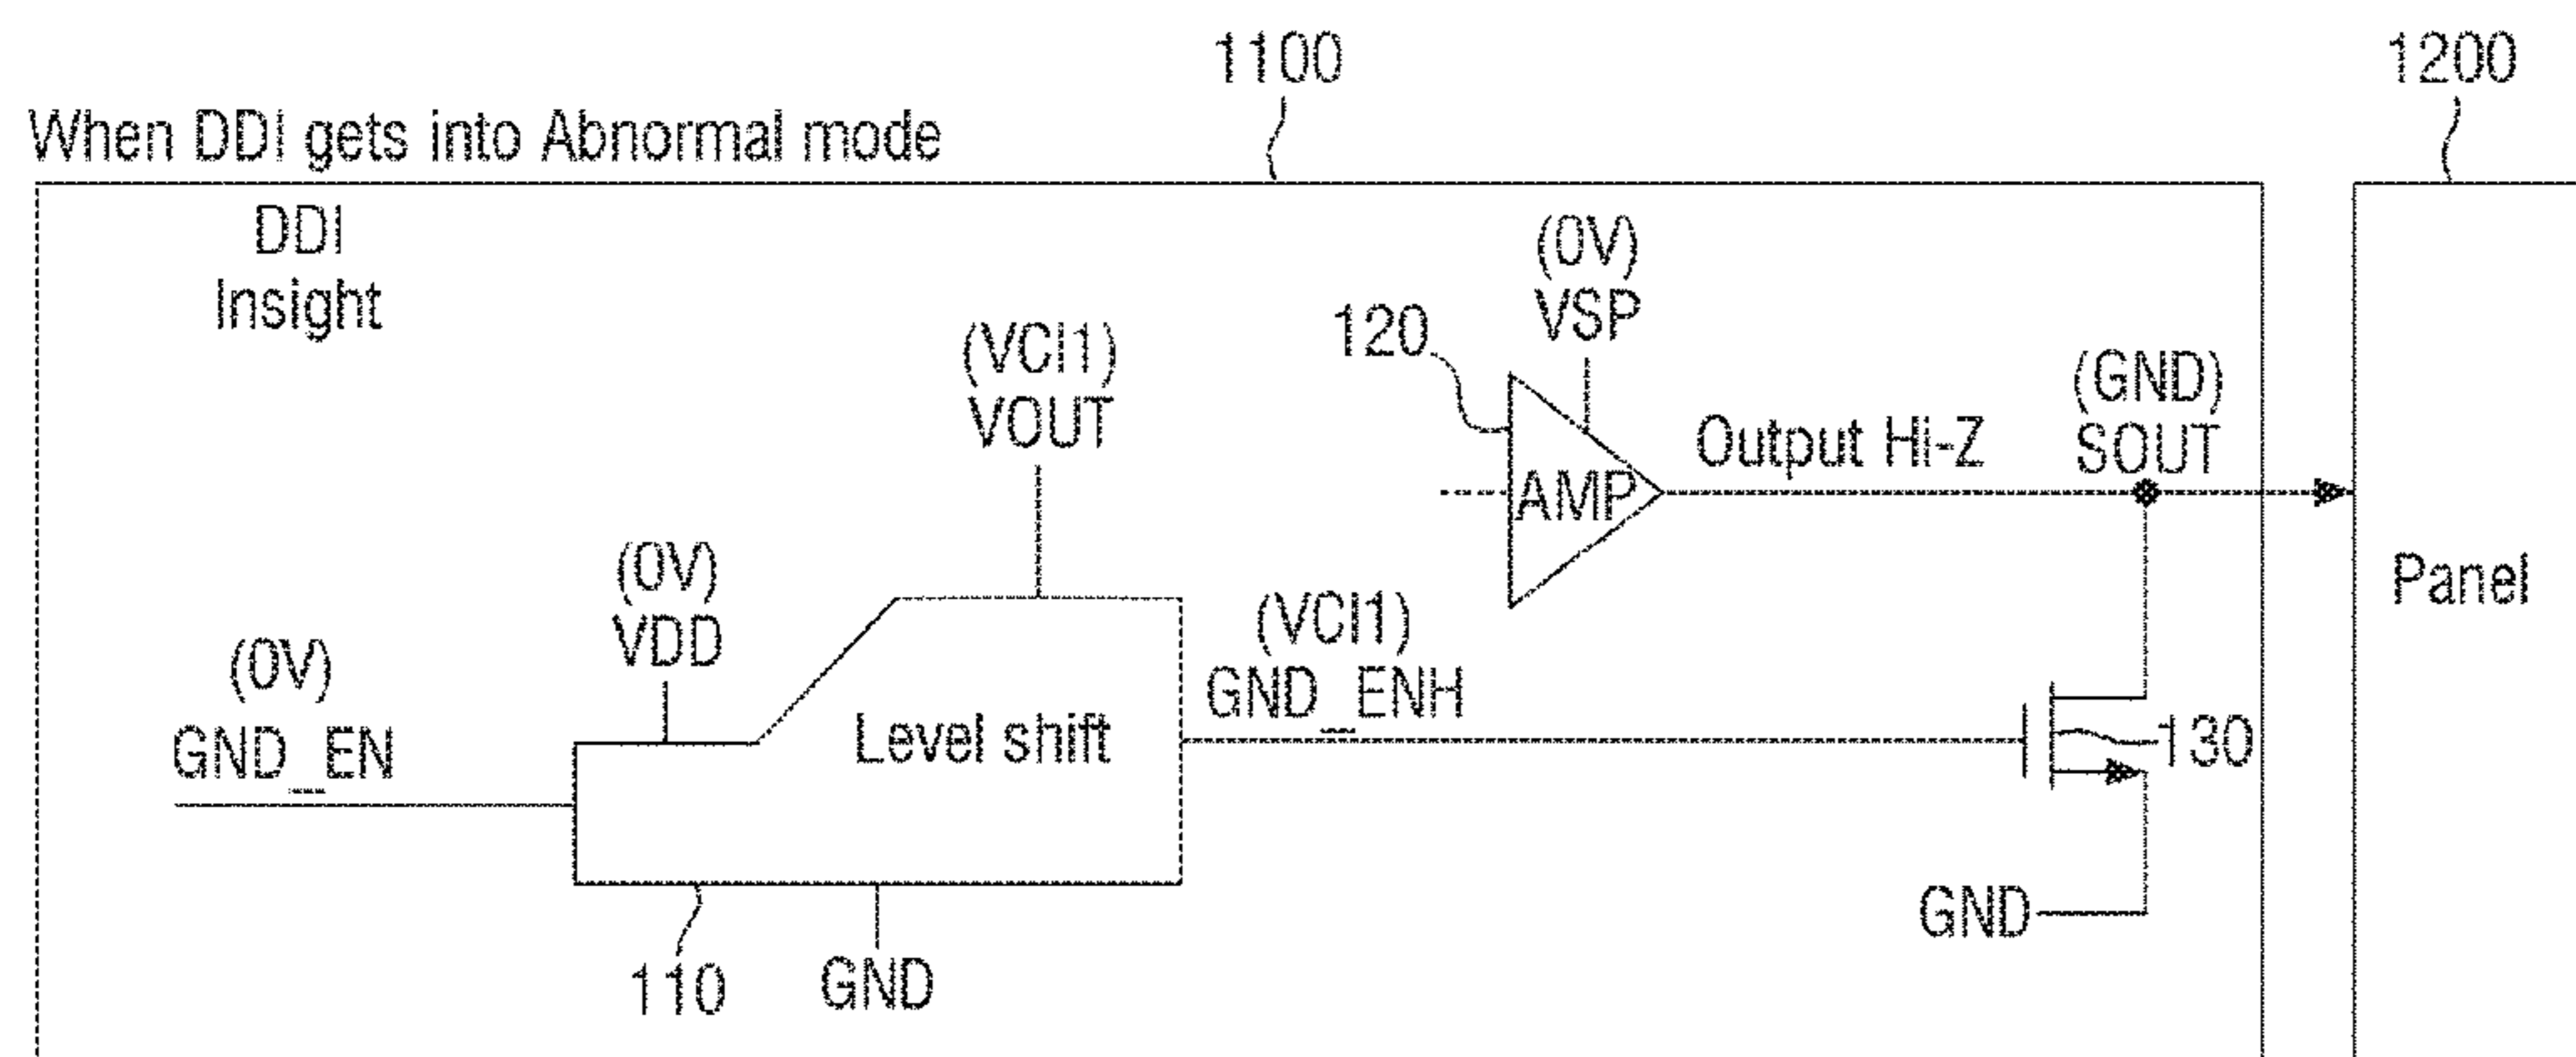 1100
1200
When DDI gets into Abnormal mode
DDI
Insight
(0V)
VSP
120
AMP
Output Hi-Z
(GND)
SOUT
(VCI1)
VOUT
(0V)
VDD
(0V)
GND_EN
Level shift
(VCI1)
GND_ENH
130
Panel
GND
110
GND